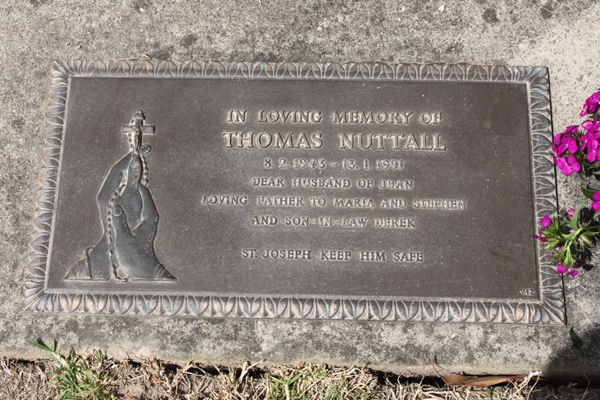 IN LOVING MEMORY OF
THOMAS NUTTALL
8.2.1943 - 13.1.1991
DEAR HUSBAND OF JEAN
LOVING FATHER TO MARIA AND STEPHEN
AND SON-IN-LAW DEREK
ST. JOSEPH KEEP HIM SAFE